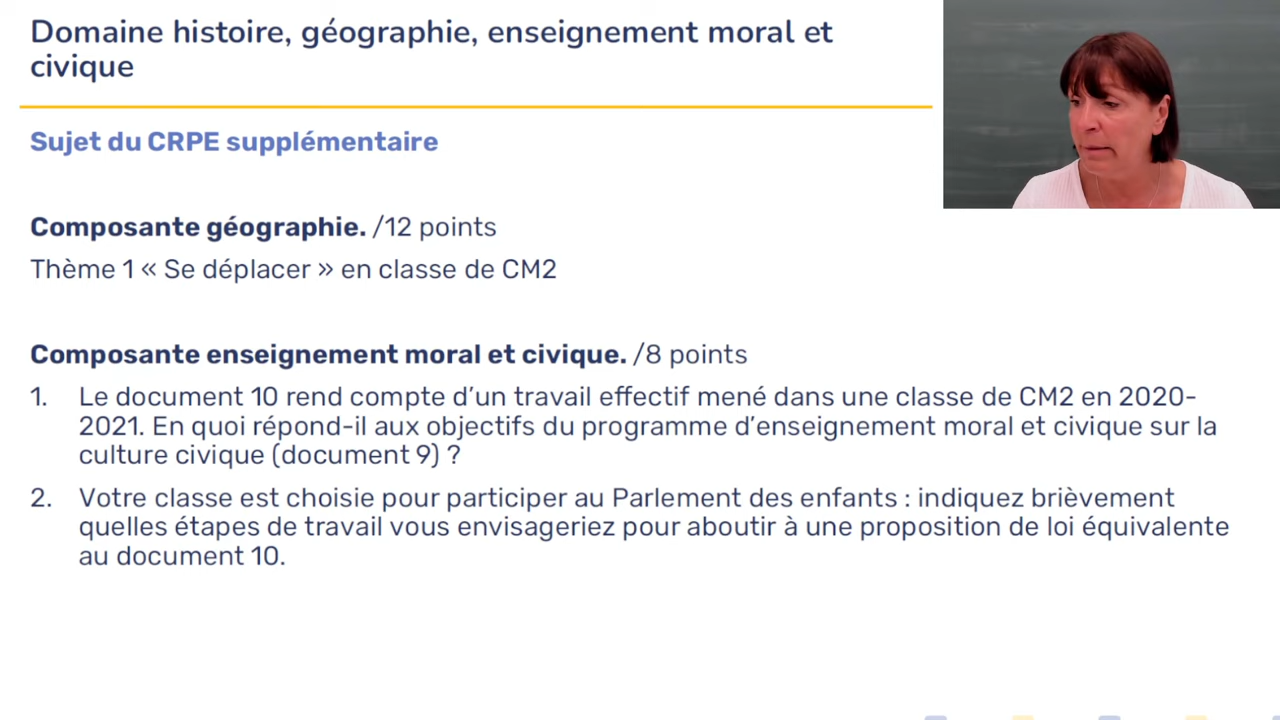 Domaine histoire, géographie, enseignement moral et
civique
Sujet du CRPE supplémentaire
Composante géographie. /12 points
Thème 1 « Se déplacer » en classe de CM2
Composante enseignement moral et civique. /8 points
1. Le document 10 rend compte d’un travail effectif mené dans une classe de CM2 en 2020-
2021. En quoi répond-il aux objectifs du programme d’enseignement moral et civique sur la
culture civique (document 9) ?
2. Votre classe est choisie pour participer au Parlement des enfants : indiquez brièvement
quelles étapes de travail vous envisageriez pour aboutir à une proposition de loi équivalente
au document 10.